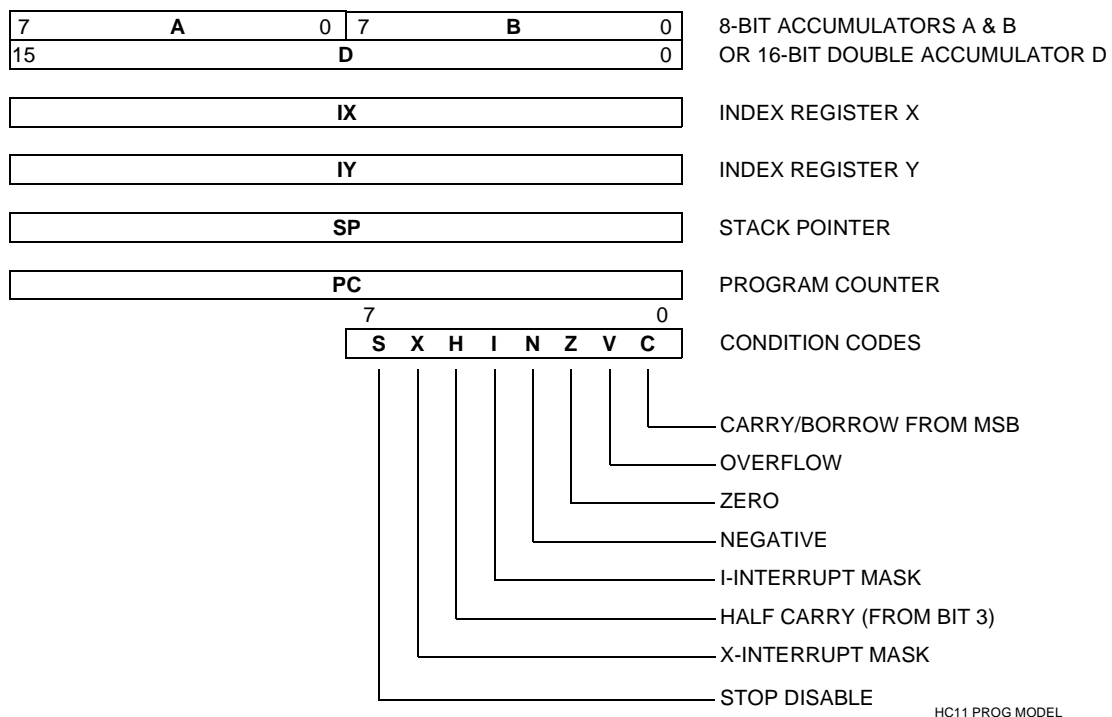 7 A 0 7 B 0 8-BIT ACCUMULATORS A & B
15 D 0 OR 16-BIT DOUBLE ACCUMULATOR D
IX INDEX REGISTER X
IY INDEX REGISTER Y
SP STACK POINTER
PC PROGRAM COUNTER
7 0
S X H I N Z V C CONDITION CODES
CARRY/BORROW FROM MSB
OVERFLOW
ZERO
NEGATIVE
I-INTERRUPT MASK
HALF CARRY (FROM BIT 3)
X-INTERRUPT MASK
STOP DISABLE
HC11 PROG MODEL